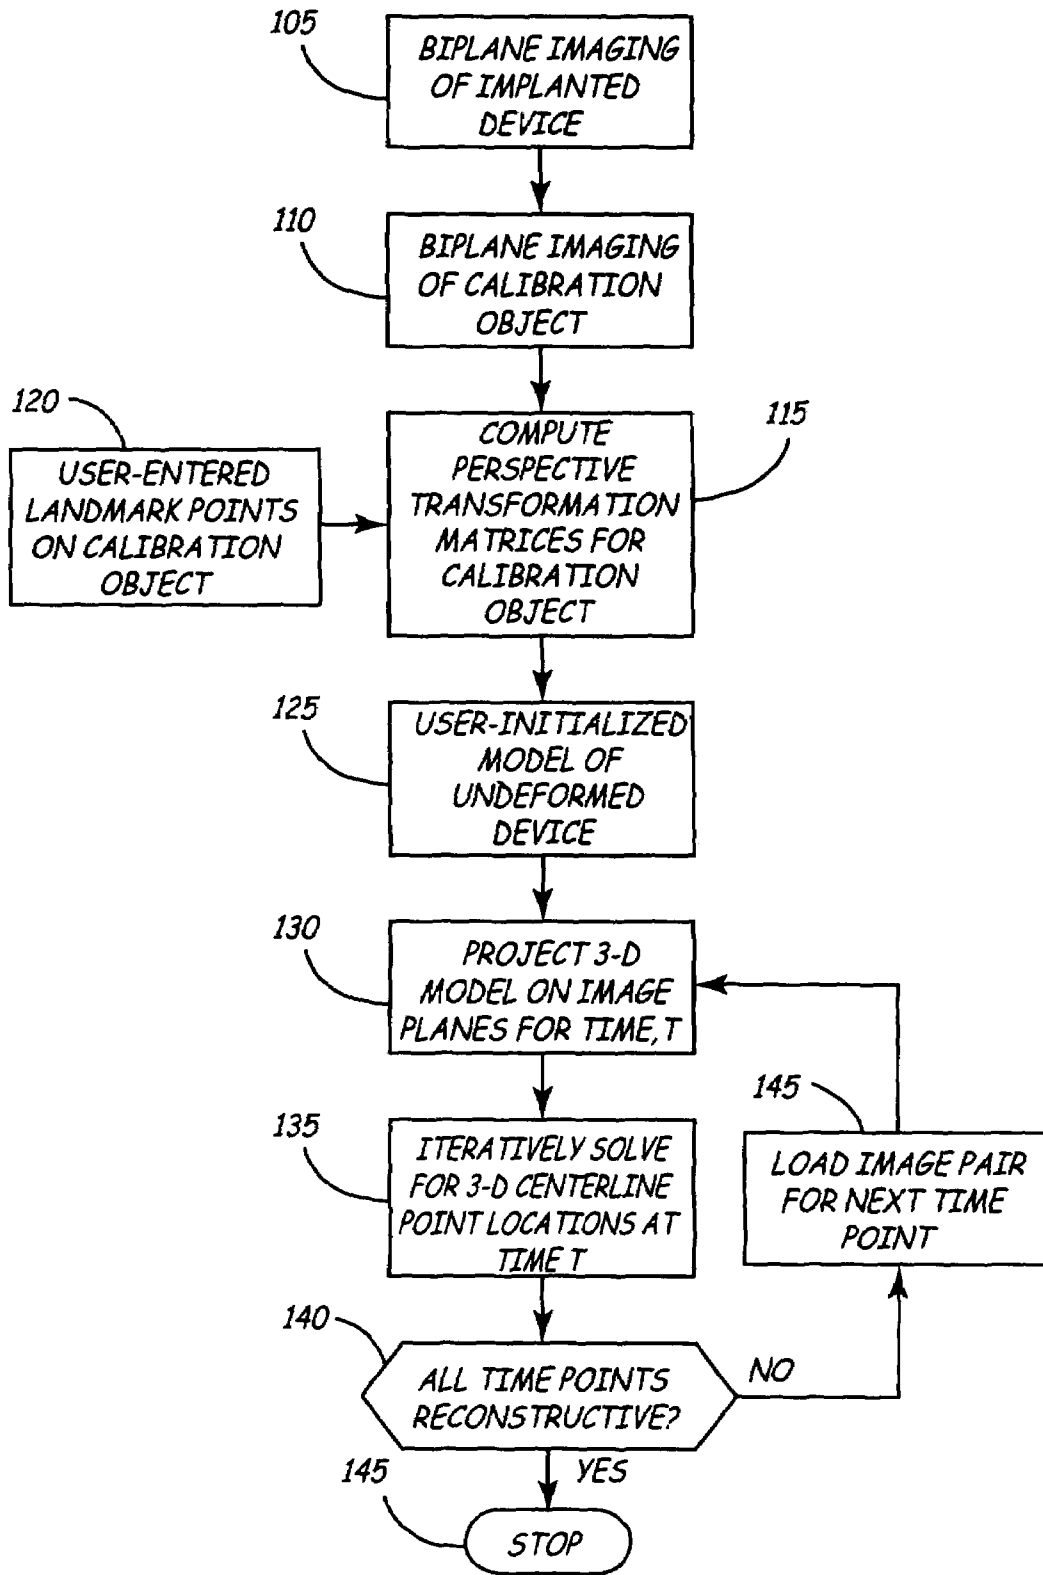 105
BIPLANE IMAGING
OF IMPLANTED
DEVICE
110
BIPLANE IMAGING
OF CALIBRATION
OBJECT
120
USER-ENTERED
LANDMARK POINTS
ON CALIBRATION
OBJECT
115
COMPUTE
PERSPECTIVE
TRANSFORMATION
MATRICES FOR
CALIBRATION
OBJECT
125
USER-INITIALIZED
MODEL OF
UNDEFORMED
DEVICE
130
PROJECT 3-D
MODEL ON IMAGE
PLANES FOR TIME, T
135
ITERATIVELY SOLVE
FOR 3-D CENTERLINE
POINT LOCATIONS AT
TIME T
145
LOAD IMAGE PAIR
FOR NEXT TIME
POINT
140
ALL TIME POINTS
RECONSTRUCTIVE?
NO
YES
145
STOP